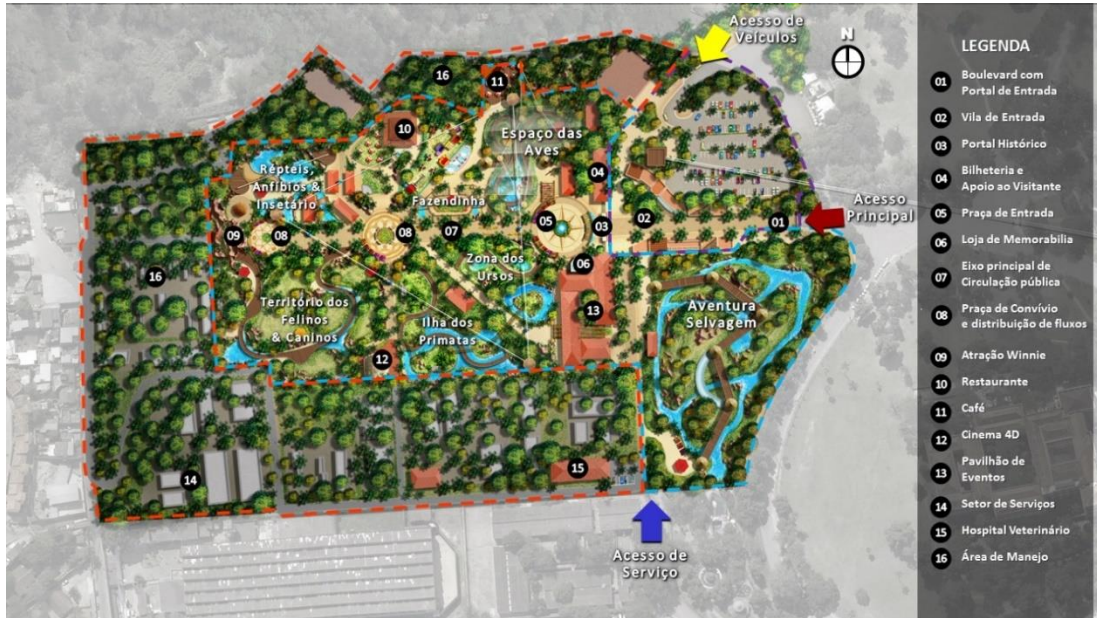 Acesso de
Veículos
N
16
11
10
Espaço das
Aves
Répteis,
Anfíbios &
Insetário
04
Fazendinha
Acesso
Principal
09
08
08
07
05
03
02
01
Zona dos
Ursos
06
16
Território dos
Felinos
& Caninos
Ilha dos
Primatas
13
Aventura
Selvagem
12
14
15
Acesso de
Serviço
LEGENDA
01 Boulevard com
Portal de Entrada
02 Vila de Entrada
03 Portal Histórico
04 Bilheteria e
Apoio ao Visitante
05 Praça de Entrada
06 Loja de Memorabilia
07 Eixo principal de
Circulação pública
08 Praça de Convívio
e distribuição de fluxos
09 Atração Winnie
10 Restaurante
11 Café
12 Cinema 4D
13 Pavilhão de
Eventos
14 Setor de Serviços
15 Hospital Veterinário
16 Área de Manejo